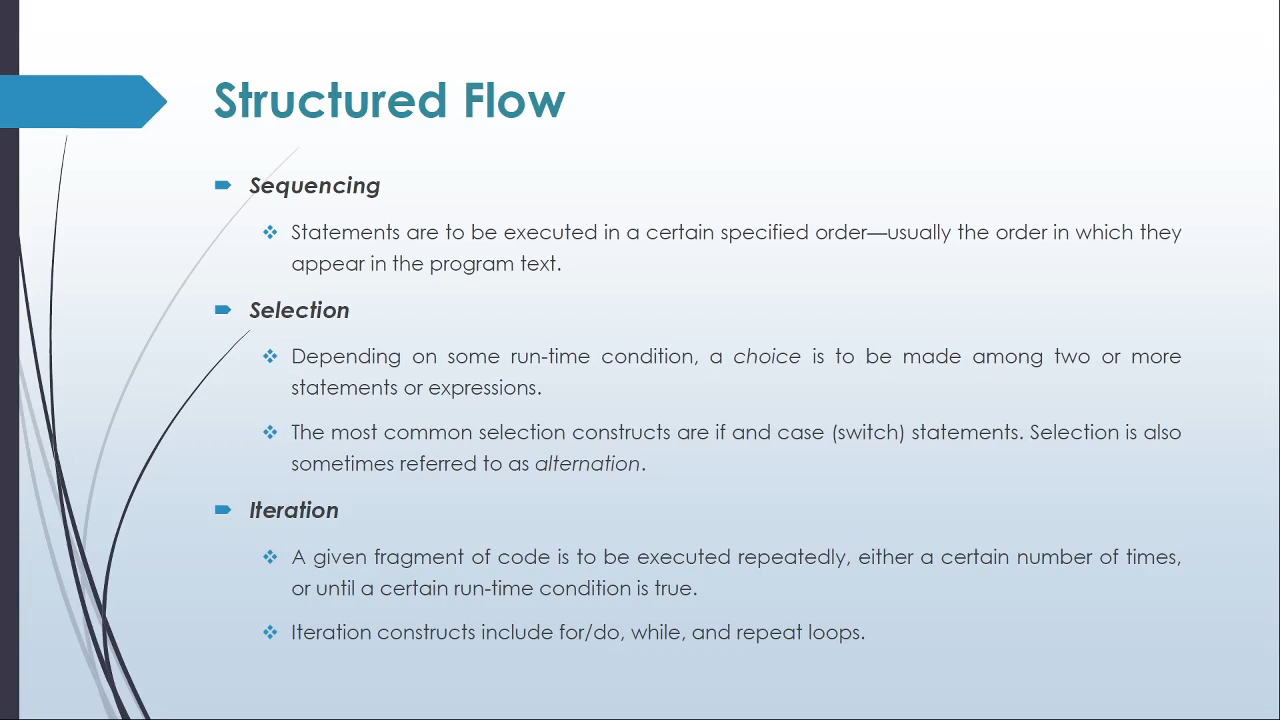 Structured Flow
Sequencing
Statements are to be executed in a certain specified order—usually the order in which they
appear in the program text.
Selection
Depending on some run-time condition, a choice is to be made among two or more
statements or expressions.
The most common selection constructs are if and case (switch) statements. Selection is also
sometimes referred to as alternation.
Iteration
A given fragment of code is to be executed repeatedly, either a certain number of times,
or until a certain run-time condition is true.
Iteration constructs include for/do, while, and repeat loops.